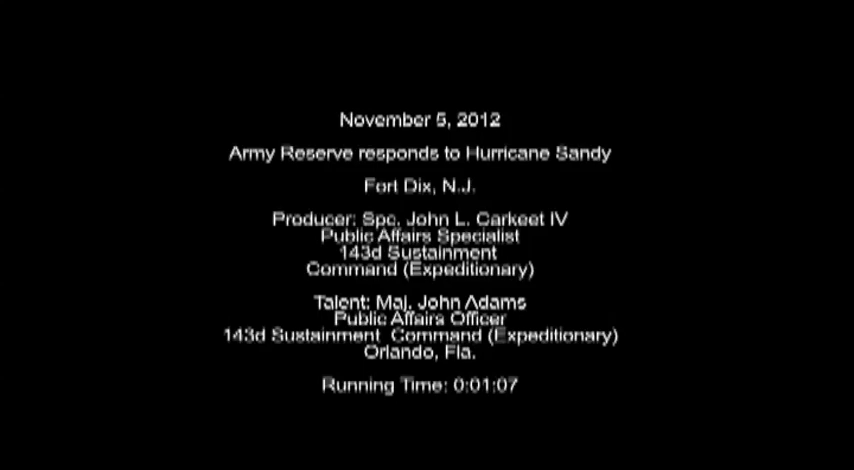 November 5, 2012
Army Reserve responds to Hurricane Sandy
Fort Dix, N.J.
Producer: Spc. John L. Carkeet IV
Public Affairs Specialist
143d Sustainment
Command (Expeditionary)
Talent: Maj. John Adams
Public Affairs Officer
143d Sustainment  Command (Expeditionary)
Orlando, Fla.
Running Time: 0:01:07